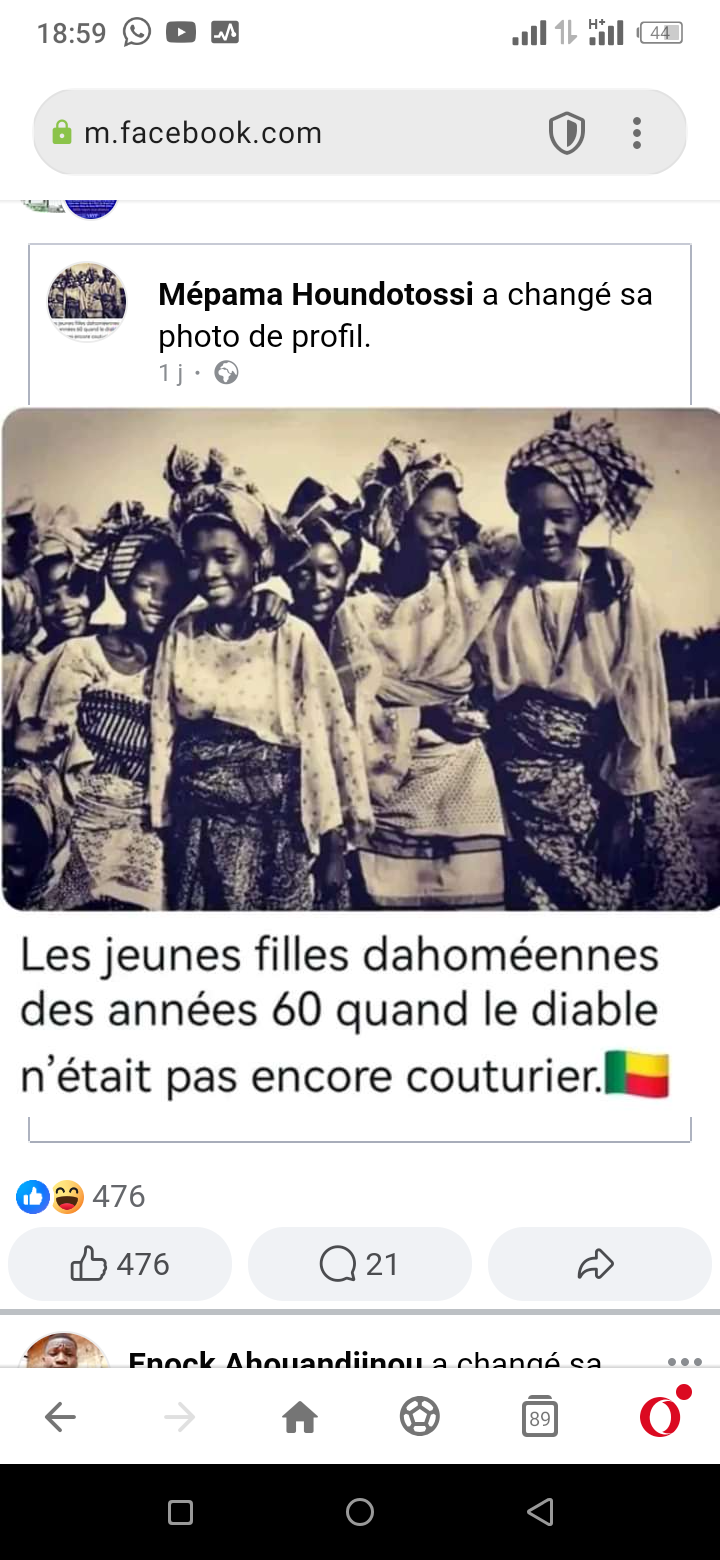 18:59
H+
44
m.facebook.com
Mépama Houndotossi a changé sa
photo de profil.
1 j ·
Les jeunes filles dahoméennes
des années 60 quand le diable
n'était pas encore couturier.
476
476
21
Enock Ahouandjinou a changé sa
89